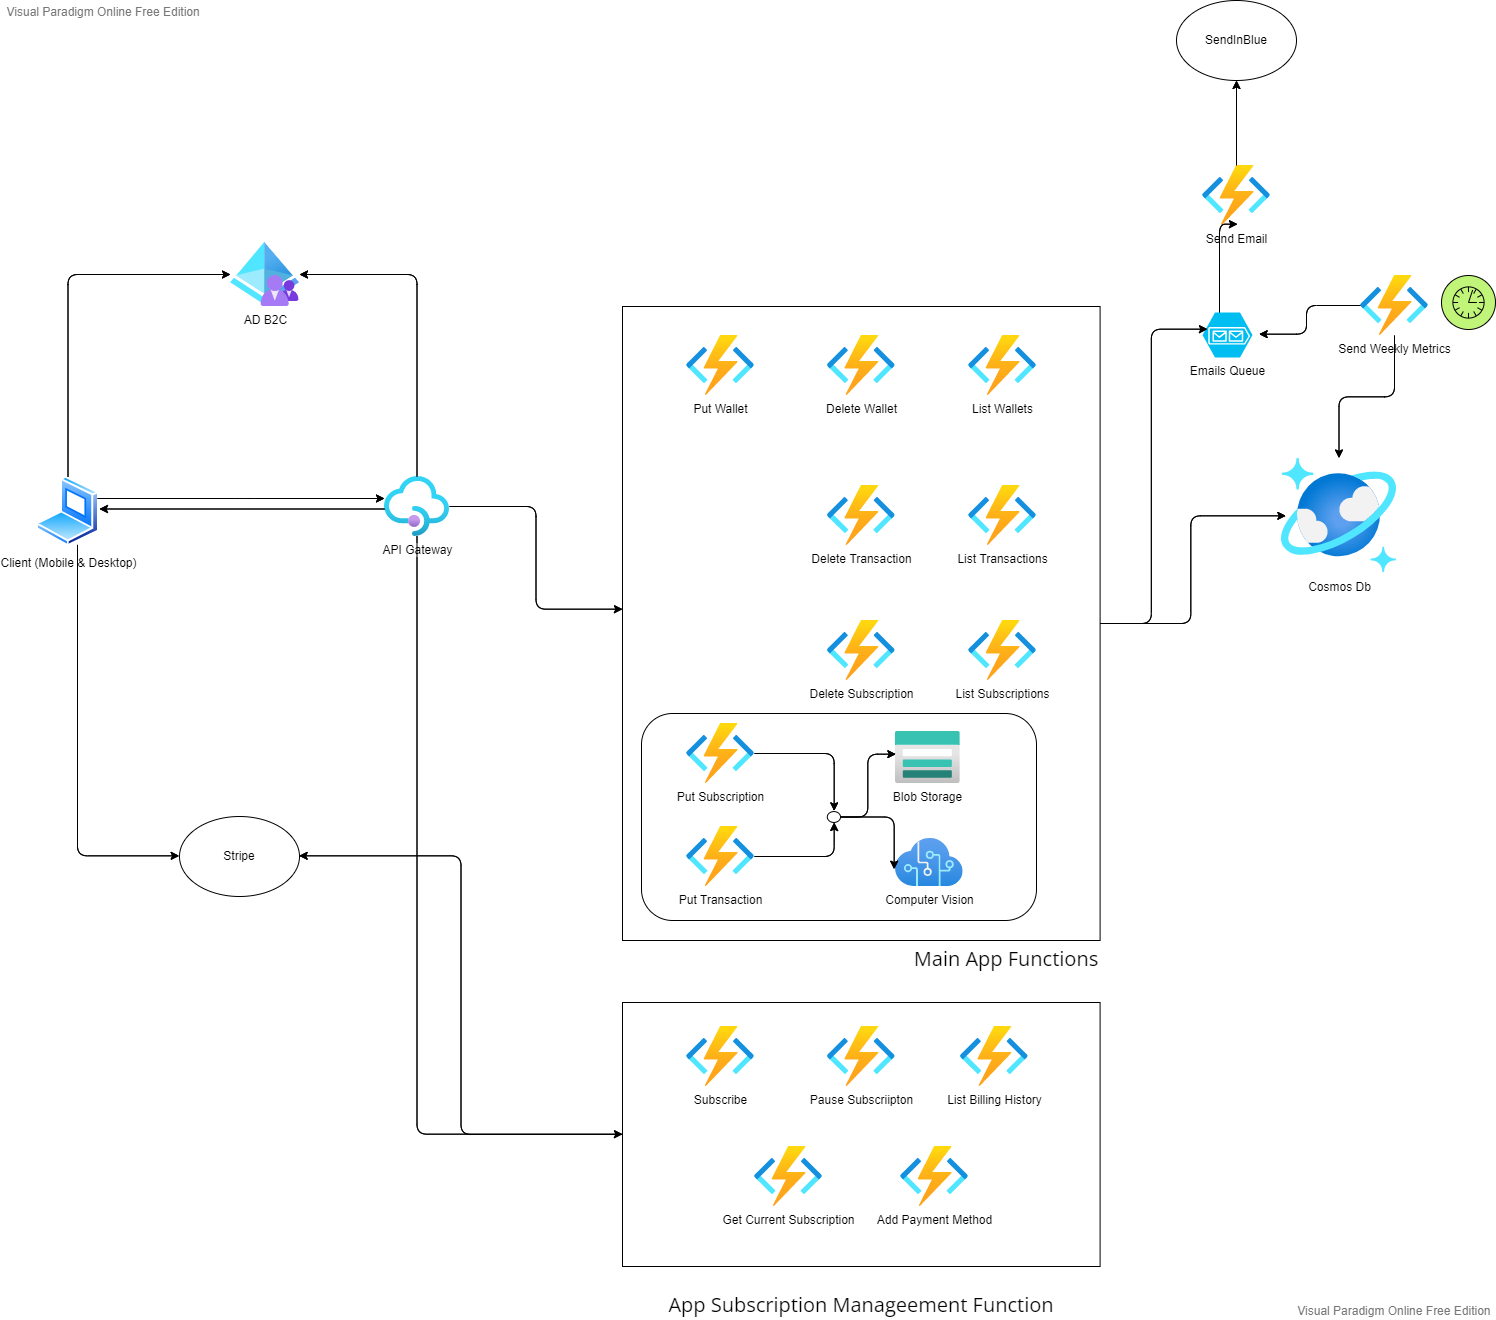 Visual Paradigm Online Free Edition
SendInBlue
Send Email
AD B2C
Emails Queue
Send Weekly Metrics
Put Wallet
Delete Wallet
List Wallets
API Gateway
Client (Mobile & Desktop)
Delete Transaction
List Transactions
Cosmos Db
Delete Subscription
List Subscriptions
Put Subscription
Blob Storage
Stripe
Put Transaction
Computer Vision
Main App Functions
Subscribe
Pause Subscriipton
List Billing History
Get Current Subscription
Add Payment Method
App Subscription Manageement Function
Visual Paradigm Online Free Edition